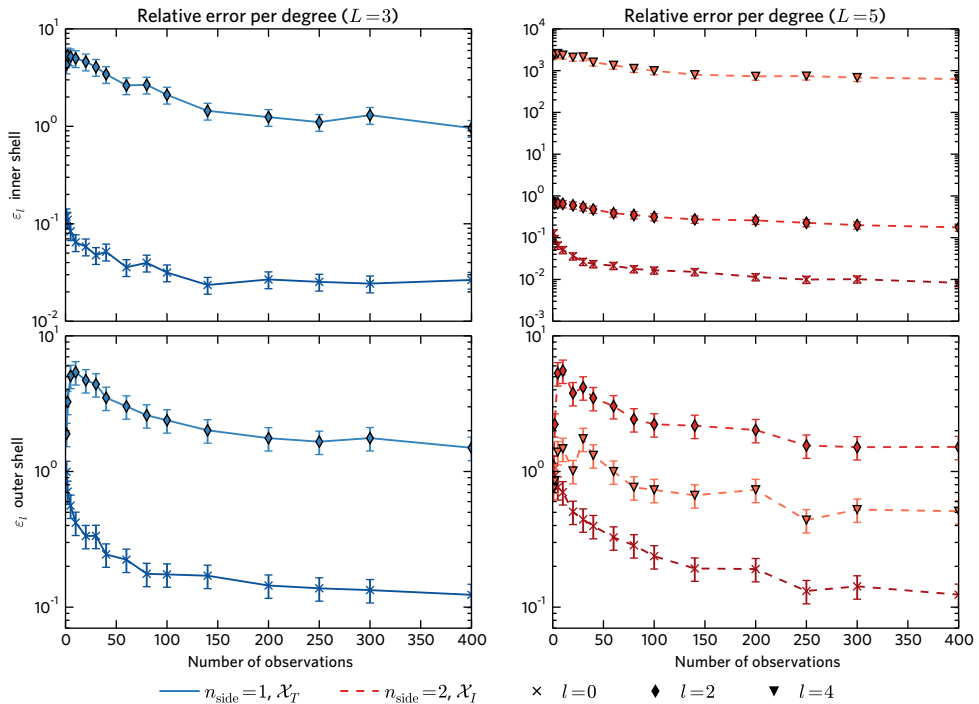 Relative error per degree (L=3)
Relative error per degree (L=5)
10^1
10^0
10^-1
10^-2
ε_l inner shell
10^4
10^3
10^2
10^1
10^0
10^-1
10^-2
10^-3
10^1
10^0
10^-1
ε_l outer shell
0 50 100 150 200 250 300 350 400
Number of observations
10^1
10^0
10^-1
0 50 100 150 200 250 300 350 400
Number of observations
n_side=1, X_T
n_side=2, X_I
l=0
l=2
l=4